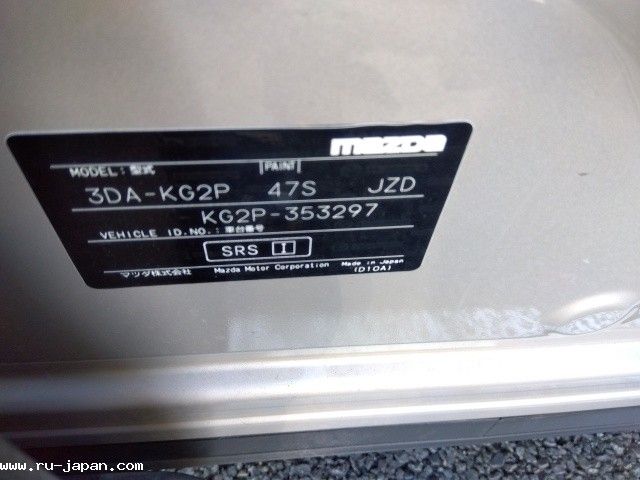 mazda
MODEL: 型式 PAINT
3DA-KG2P 47S JZD
KG2P-353297
VEHICLE ID.NO.: 車台番号
SRS I
マツダ株式会社 Mazda Motor Corporation Made in Japan
(D10A)
www.ru-japan.com